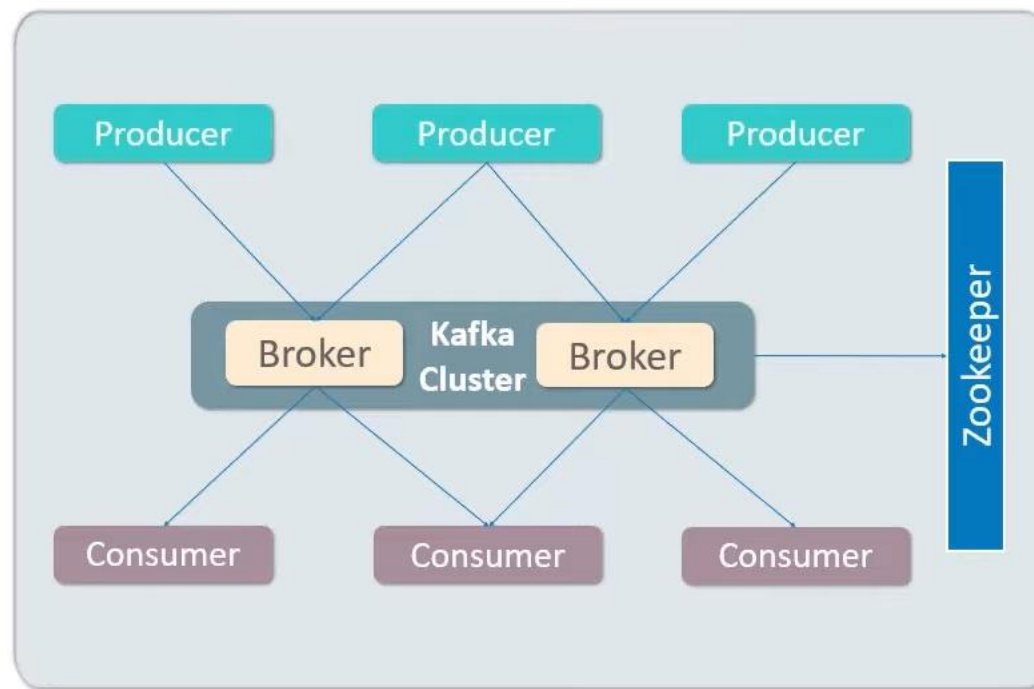 Producer
Producer
Producer
Broker
Kafka
Cluster
Broker
Zookeeper
Consumer
Consumer
Consumer